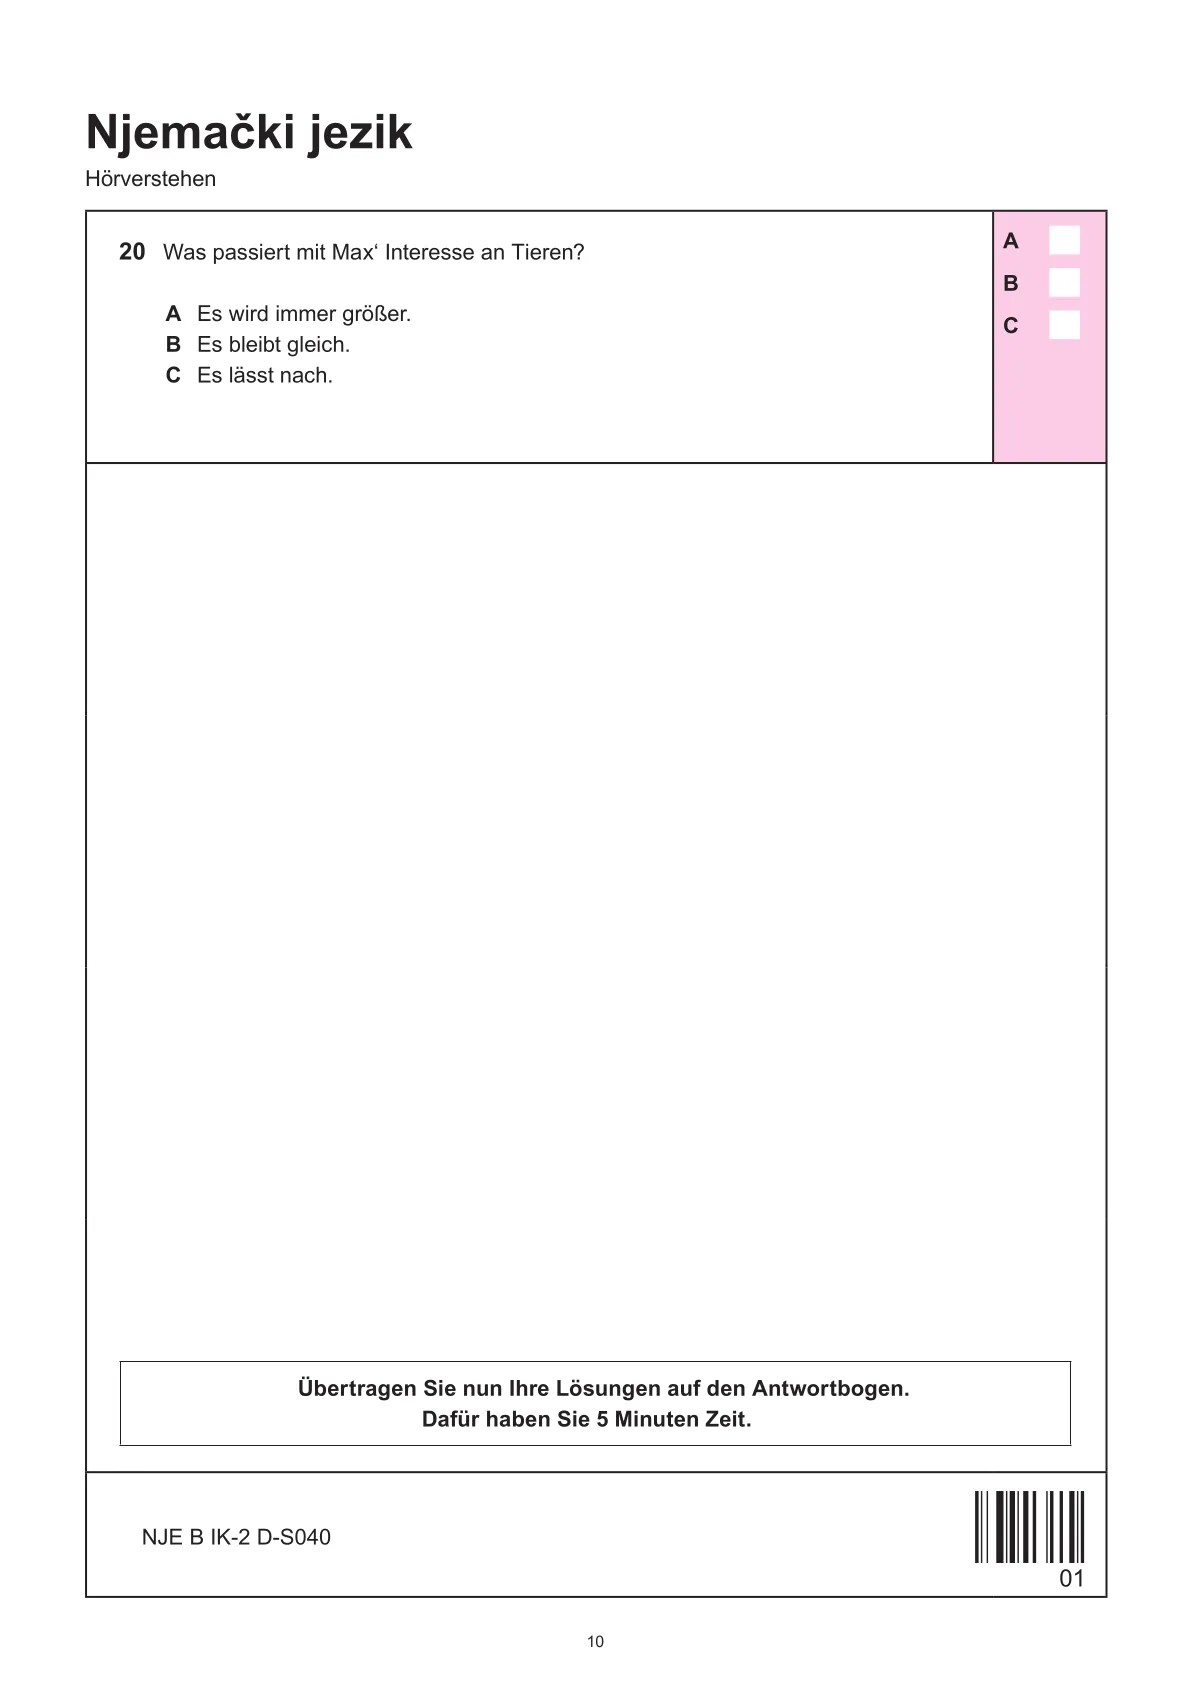 Njemački jezik
Hörverstehen
20 Was passiert mit Max‘ Interesse an Tieren?
A Es wird immer größer.
B Es bleibt gleich.
C Es lässt nach.
A
B
C
Übertragen Sie nun Ihre Lösungen auf den Antwortbogen.
Dafür haben Sie 5 Minuten Zeit.
NJE B IK-2 D-S040
01
10